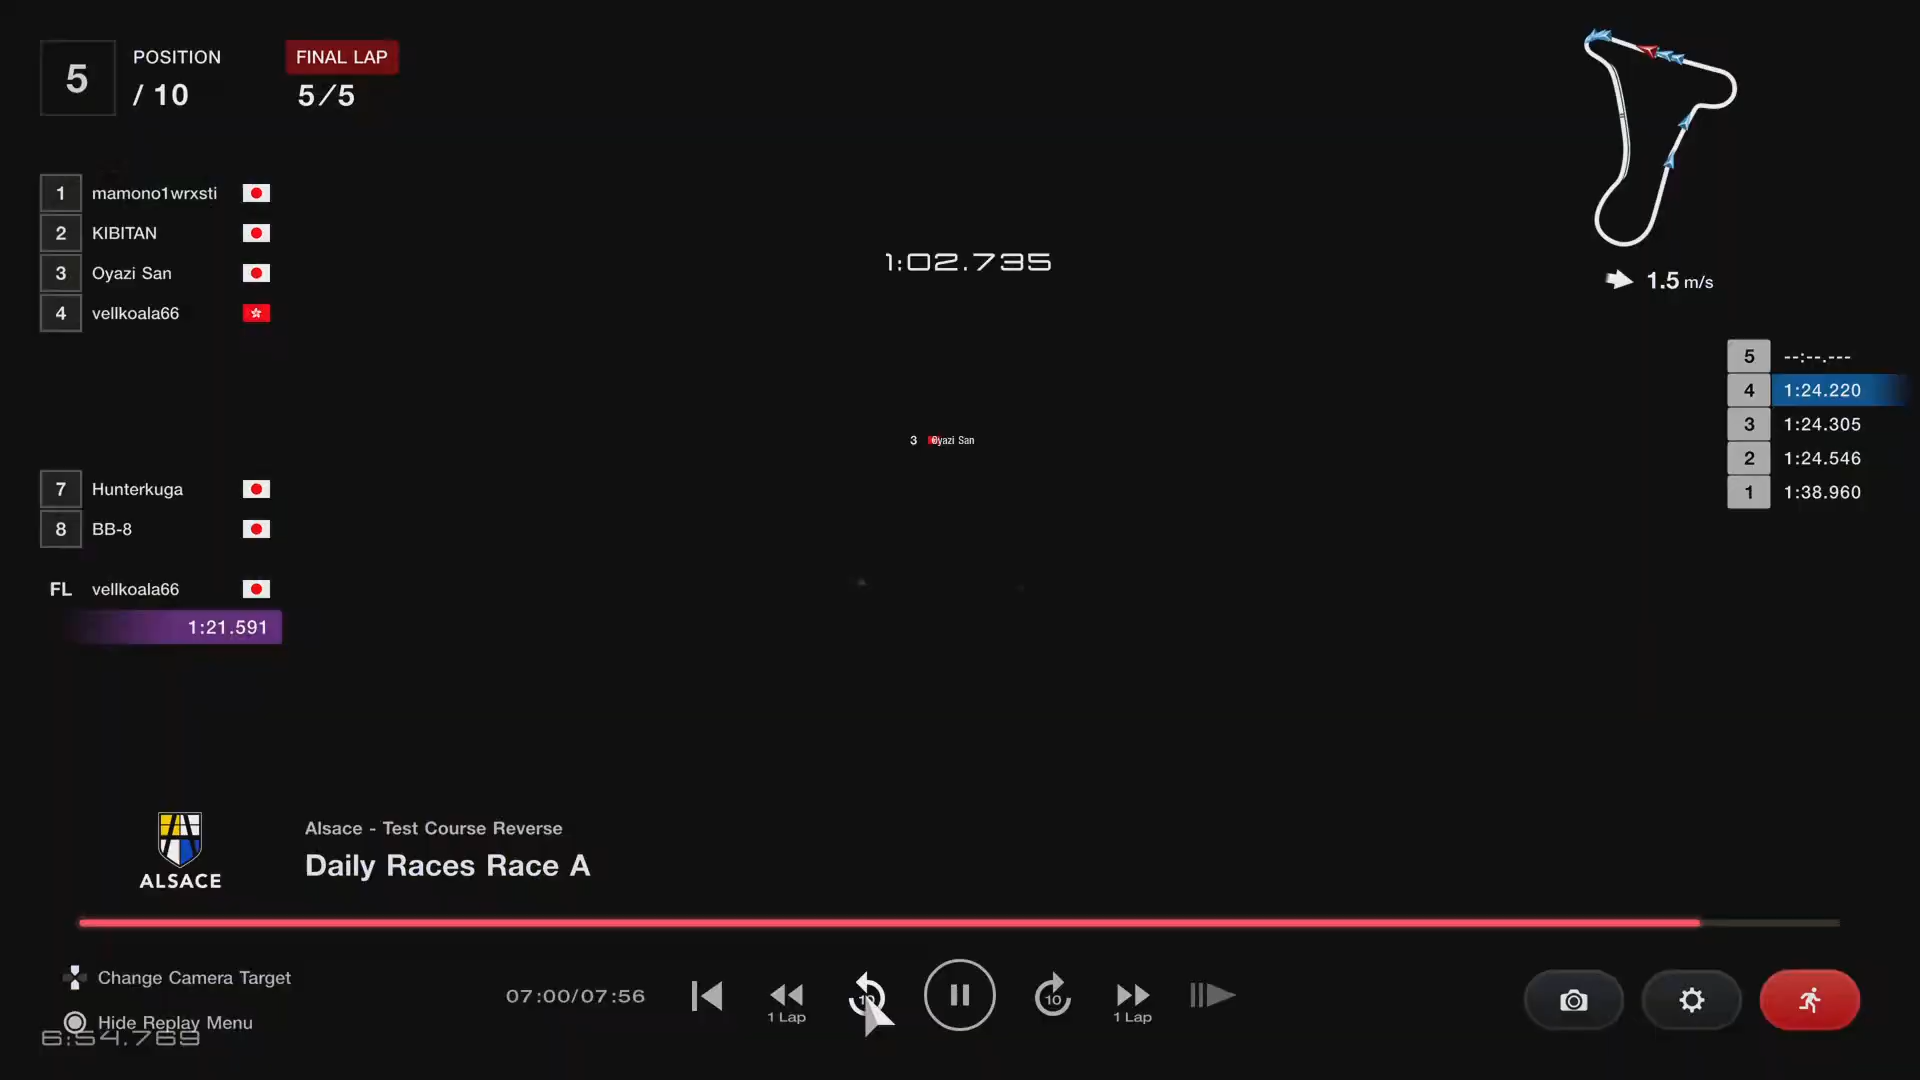 5
POSITION
/ 10
FINAL LAP
5/5
1 mamono1wrxsti
2 KIBITAN
3 Oyazi San
4 vellkoala66
7 Hunterkuga
8 BB-8
FL vellkoala66
1:21.591
1:02.735
3 Oyazi San
1.5 m/s
5 --:--.---
4 1:24.220
3 1:24.305
2 1:24.546
1 1:38.960
ALSACE
Alsace - Test Course Reverse
Daily Races Race A
Change Camera Target
Hide Replay Menu
6:54.769
07:00/07:56
1 Lap
10
10
1 Lap